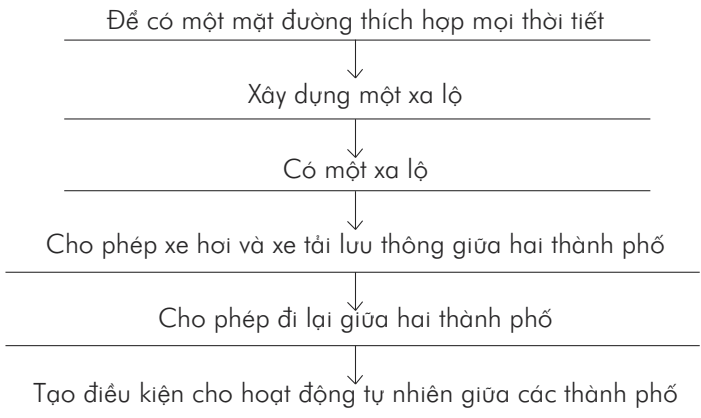 Để có một mặt đường thích hợp mọi thời tiết
Xây dựng một xa lộ
Có một xa lộ
Cho phép xe hơi và xe tải lưu thông giữa hai thành phố
Cho phép đi lại giữa hai thành phố
Tạo điều kiện cho hoạt động tự nhiên giữa các thành phố